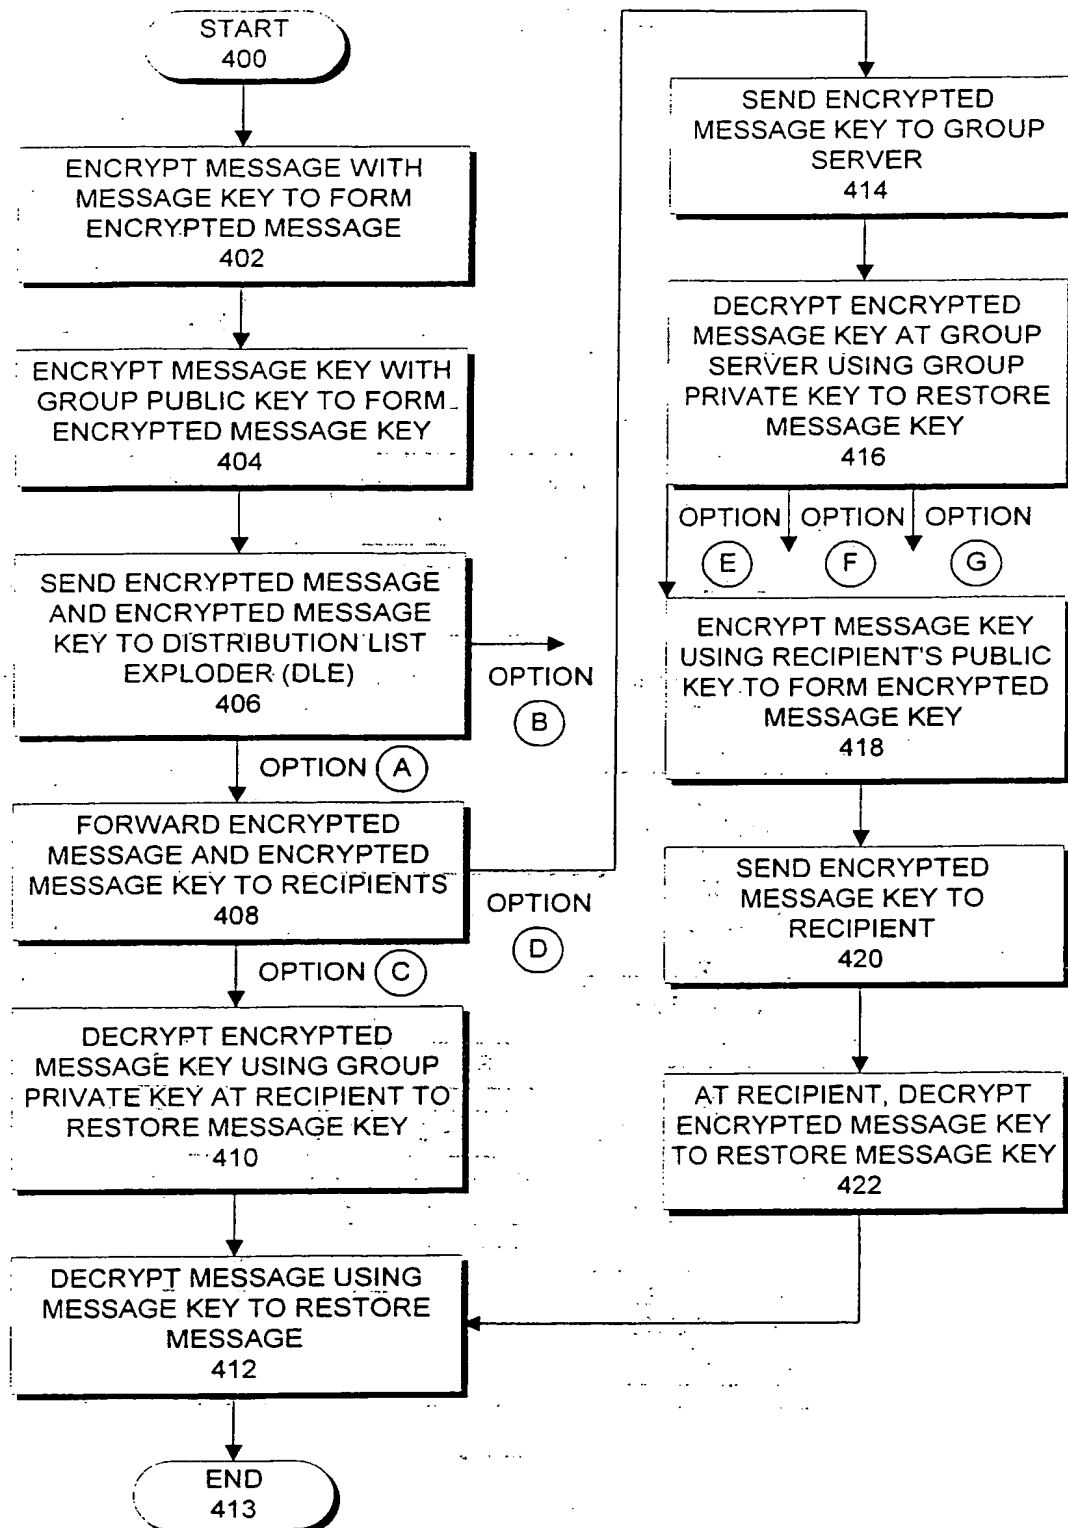 START
400
ENCRYPT MESSAGE WITH
MESSAGE KEY TO FORM
ENCRYPTED MESSAGE
402
ENCRYPT MESSAGE KEY WITH
GROUP PUBLIC KEY TO FORM
ENCRYPTED MESSAGE KEY
404
SEND ENCRYPTED MESSAGE
AND ENCRYPTED MESSAGE
KEY TO DISTRIBUTION LIST
EXPLODER (DLE)
406
OPTION
B
OPTION A
FORWARD ENCRYPTED
MESSAGE AND ENCRYPTED
MESSAGE KEY TO RECIPIENTS
408
OPTION
D
OPTION C
DECRYPT ENCRYPTED
MESSAGE KEY USING GROUP
PRIVATE KEY AT RECIPIENT TO
RESTORE MESSAGE KEY
410
DECRYPT MESSAGE USING
MESSAGE KEY TO RESTORE
MESSAGE
412
END
413
SEND ENCRYPTED
MESSAGE KEY TO GROUP
SERVER
414
DECRYPT ENCRYPTED
MESSAGE KEY AT GROUP
SERVER USING GROUP
PRIVATE KEY TO RESTORE
MESSAGE KEY
416
OPTION OPTION OPTION
E F G
ENCRYPT MESSAGE KEY
USING RECIPIENT'S PUBLIC
KEY TO FORM ENCRYPTED
MESSAGE KEY
418
SEND ENCRYPTED
MESSAGE KEY TO
RECIPIENT
420
AT RECIPIENT, DECRYPT
ENCRYPTED MESSAGE KEY
TO RESTORE MESSAGE KEY
422